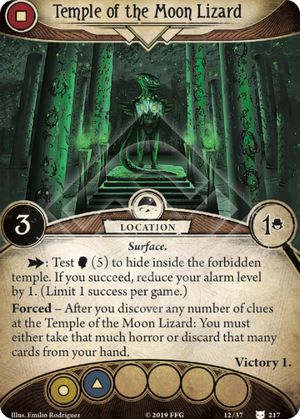 Temple of the Moon Lizard
3
1
LOCATION
Surface.
: Test (5) to hide inside the forbidden
temple. If you succeed, reduce your alarm level
by 1. (Limit 1 success per game.)
Forced – After you discover any number of clues
at the Temple of the Moon Lizard: You must
either take that much horror or discard that many
cards from your hand.
Victory 1.
Illus. Emilio Rodriguez
© 2019 FFG
12/37
217